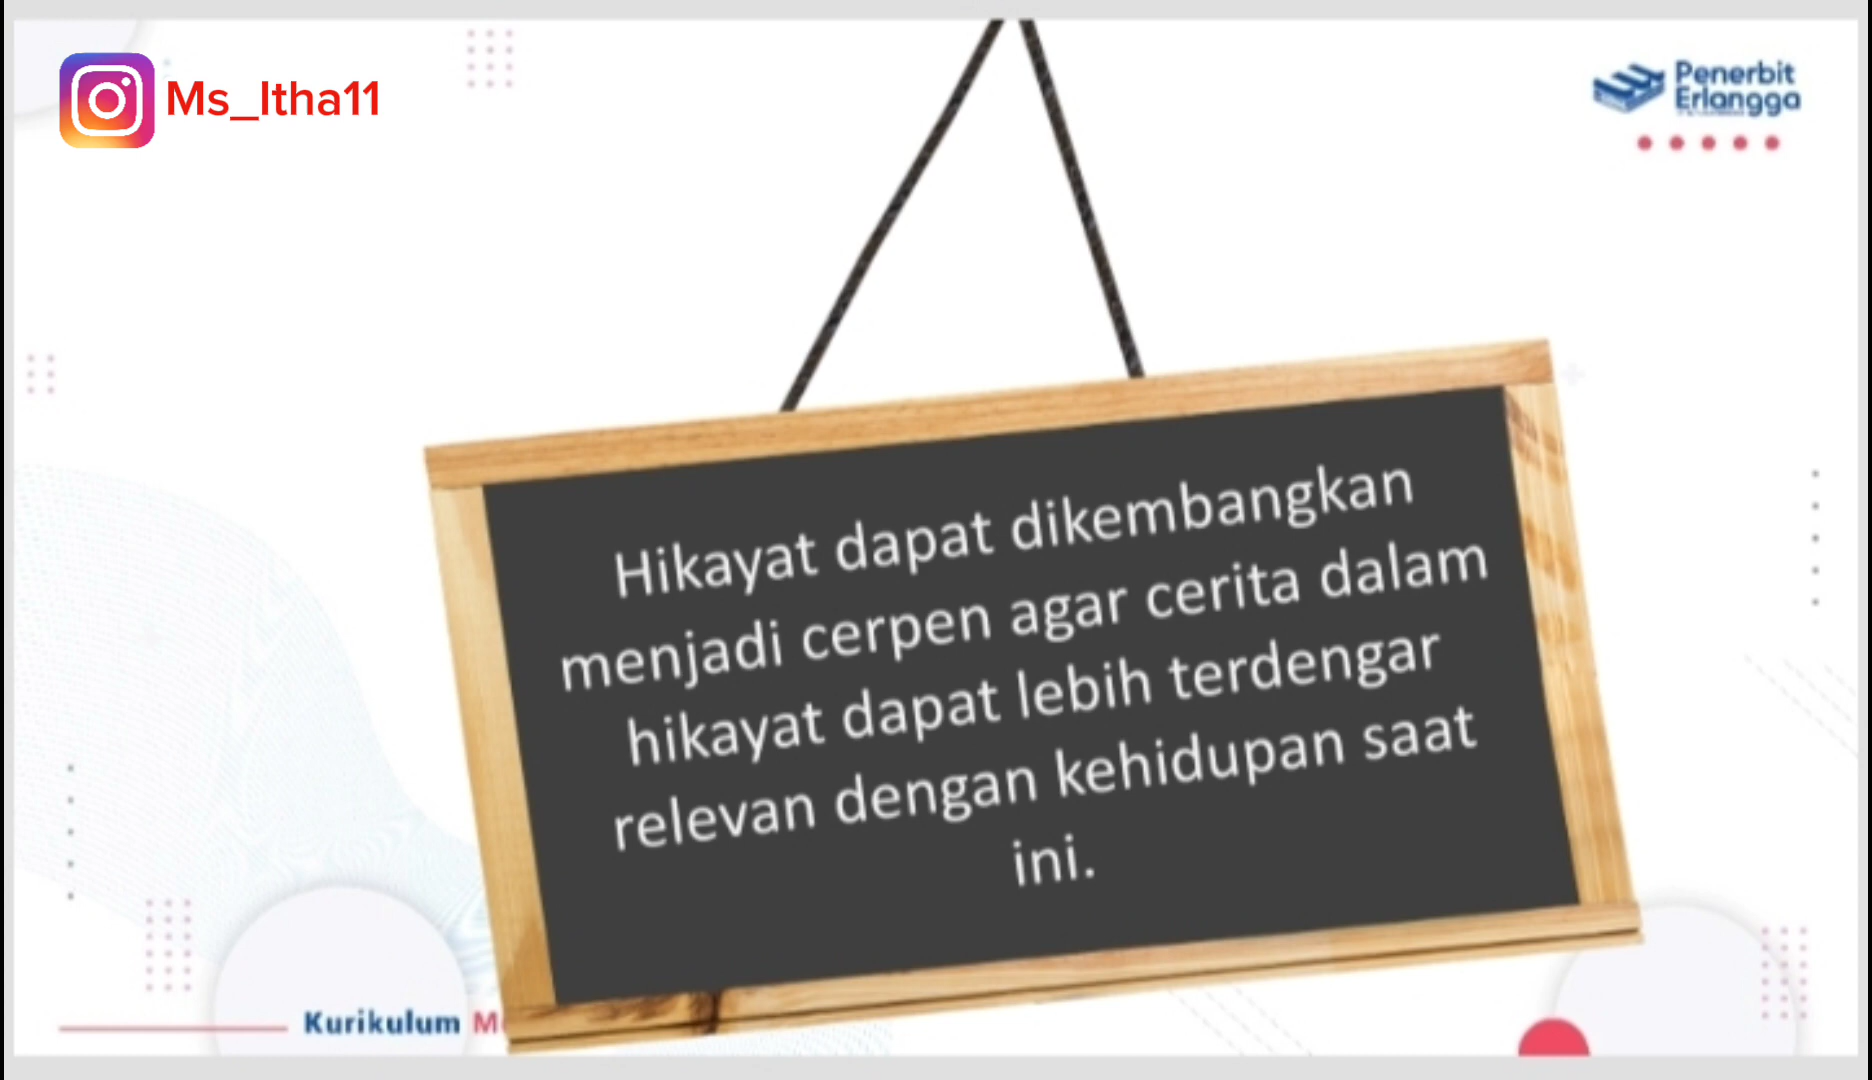 Ms_Itha11
Penerbit
Erlangga
Hikayat dapat dikembangkan
menjadi cerpen agar cerita dalam
hikayat dapat lebih terdengar
relevan dengan kehidupan saat
ini.
Kurikulum